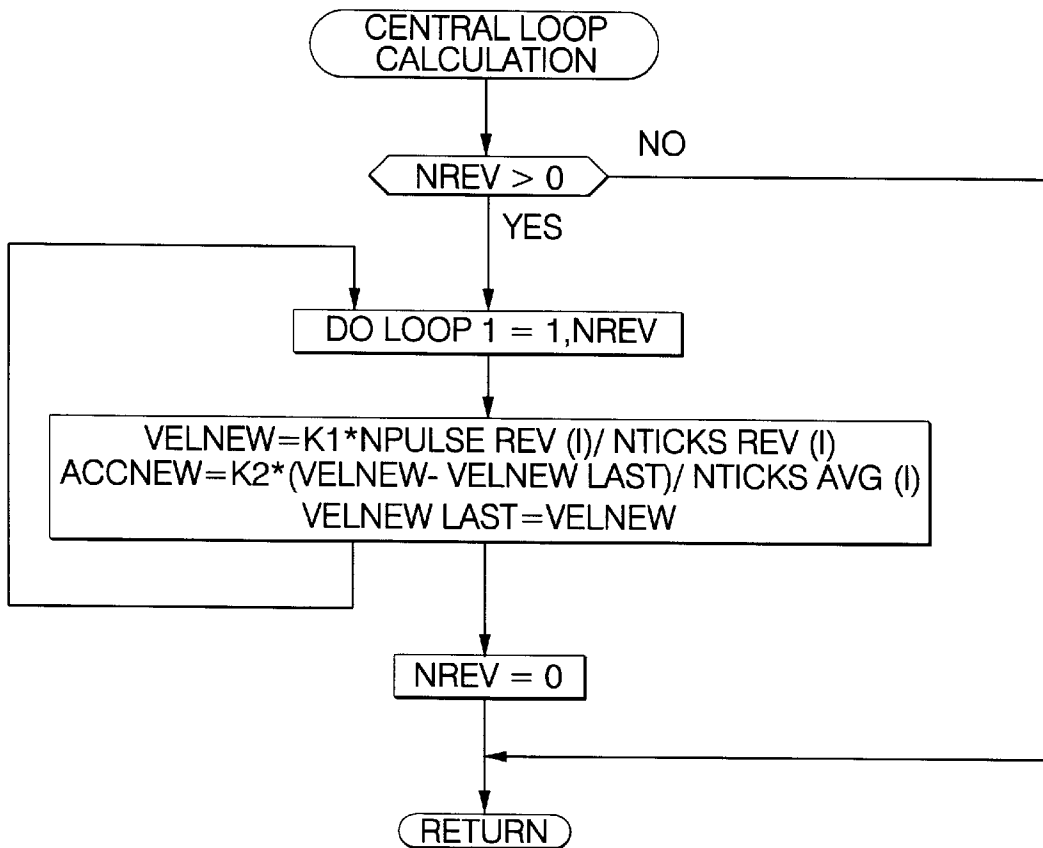 CENTRAL LOOP
CALCULATION
NO
NREV > 0
YES
DO LOOP 1 = 1,NREV
VELNEW=K1*NPULSE REV (I)/ NTICKS REV (I)
ACCNEW=K2*(VELNEW- VELNEW LAST)/ NTICKS AVG (I)
VELNEW LAST=VELNEW
NREV = 0
RETURN